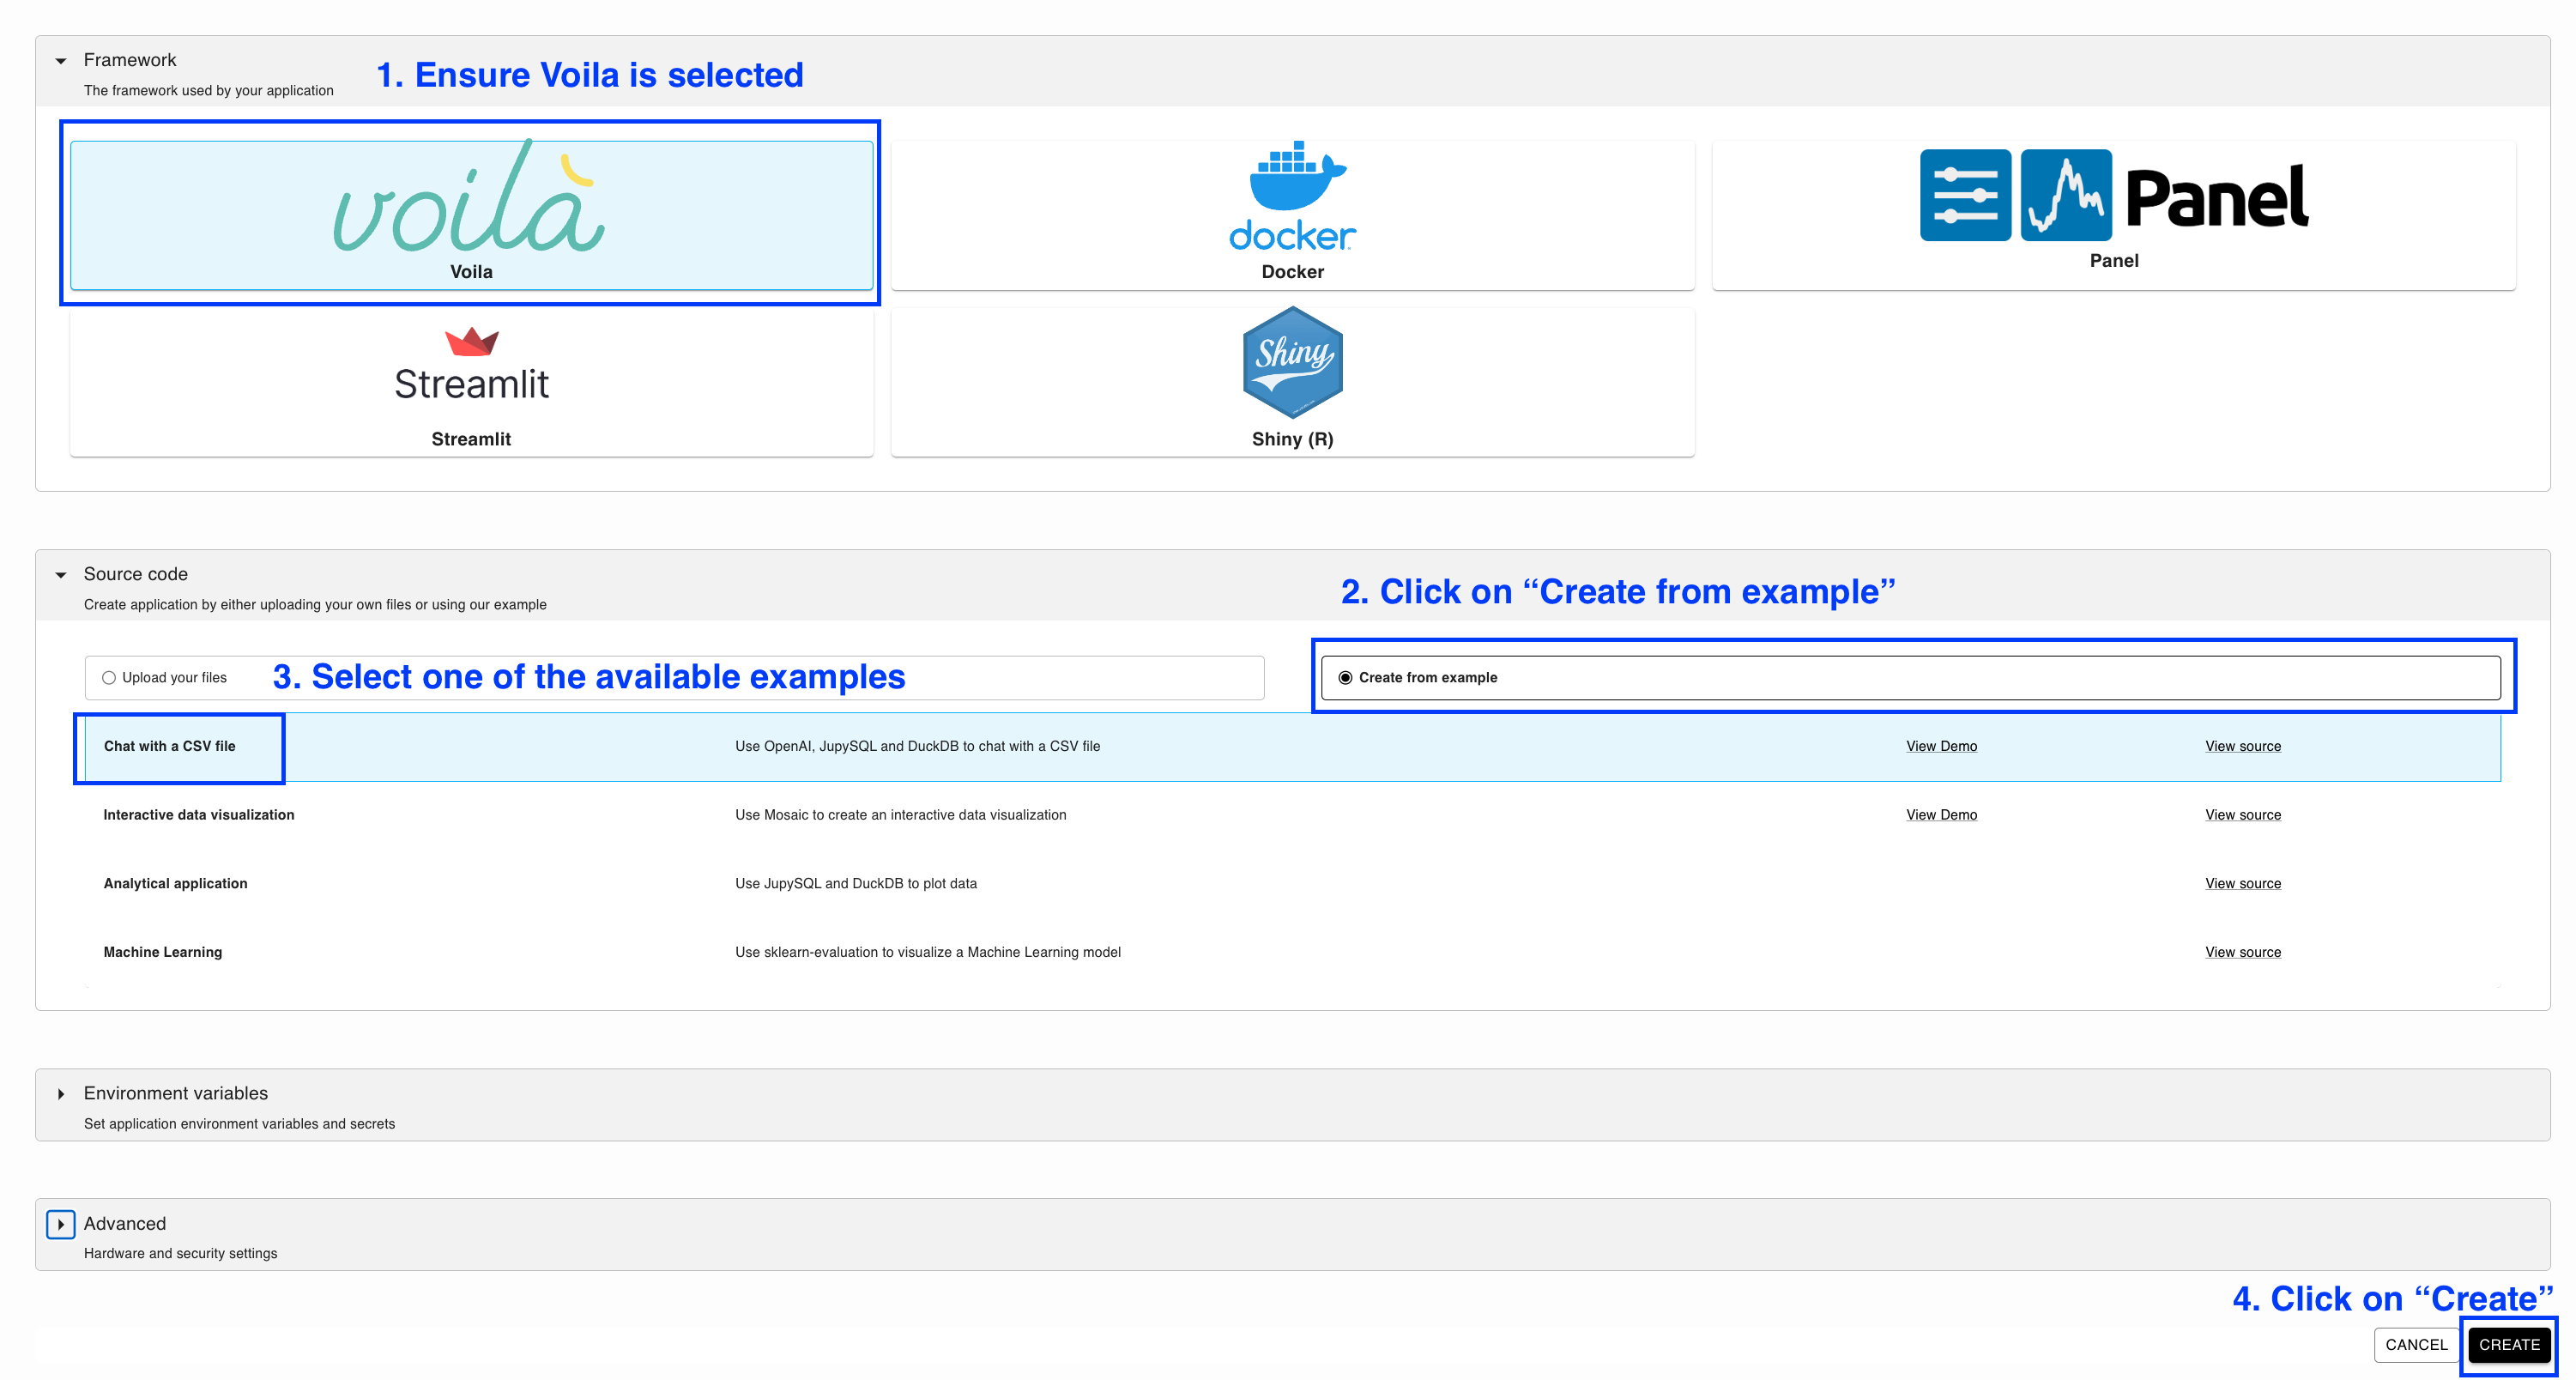 Framework
The framework used by your application
1. Ensure Voila is selected
voilà
Voila
docker
Docker
Panel
Panel
Streamlit
Streamlit
Shiny
Shiny (R)
Source code
Create application by either uploading your own files or using our example
2. Click on “Create from example”
Upload your files
3. Select one of the available examples
Create from example
Chat with a CSV file Use OpenAI, JupySQL and DuckDB to chat with a CSV file View Demo View source
Interactive data visualization Use Mosaic to create an interactive data visualization View Demo View source
Analytical application Use JupySQL and DuckDB to plot data View source
Machine Learning Use sklearn-evaluation to visualize a Machine Learning model View source
Environment variables
Set application environment variables and secrets
Advanced
Hardware and security settings
4. Click on “Create”
CANCEL CREATE